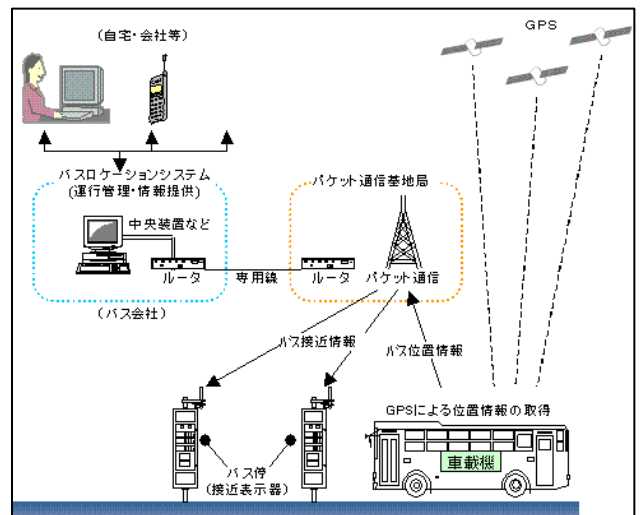 (自宅・会社等)
GPS
バスロケーションシステム
(運行管理・情報提供)
パケット通信基地局
中央装置など
ルータ
専用線
ルータ
パケット通信
(バス会社)
バス接近情報
バス位置情報
GPSによる位置情報の取得
車載機
バス停
(接近表示器)